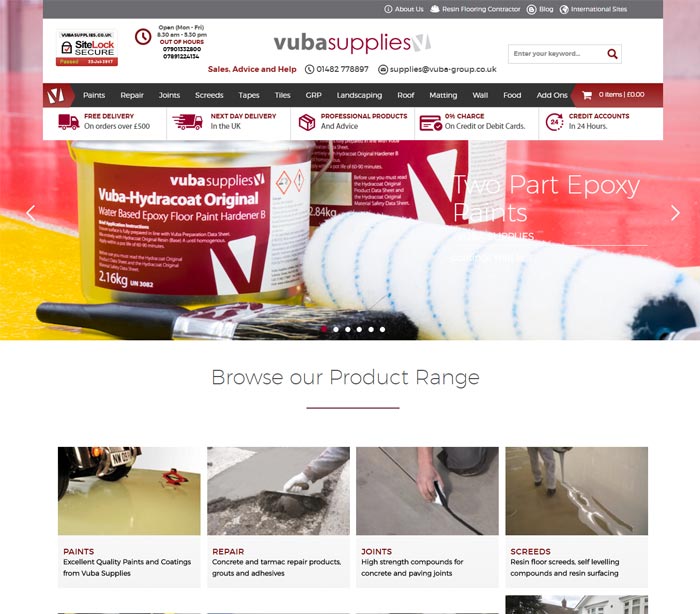 About Us Resin Flooring Contractor Blog International Sites
VUBASUPPLIES.CO.UK
SiteLock
SECURE
Passed 22-Jul-2017
Open (Mon - Fri)
8.30 am - 5.30 pm
OUT OF HOURS
07901332800
07891224134
vubasupplies
Enter your keyword...
Sales. Advice and Help 01482 778897 supplies@vuba-group.co.uk
Paints Repair Joints Screeds Tapes Tiles GRP Landscaping Roof Matting Wall Food Add Ons 0 items | £0.00
FREE DELIVERY
On orders over £500
NEXT DAY DELIVERY
In the UK
PROFESSIONAL PRODUCTS
And Advice
0% CHARGE
On Credit or Debit Cards.
24
CREDIT ACCOUNTS
In 24 Hours.
vubasupplies
Vuba-Hydracoat Original
Water Based Epoxy Floor Paint Hardener B
2.16kg UN 3082
2.84kg
Two Part Epoxy
Paints
SUPPLIES
Browse our Product Range
PAINTS
Excellent Quality Paints and Coatings
from Vuba Supplies
REPAIR
Concrete and tarmac repair products,
grouts and adhesives
JOINTS
High strength compounds for
concrete and paving joints
SCREEDS
Resin floor screeds, self levelling
compounds and resin surfacing